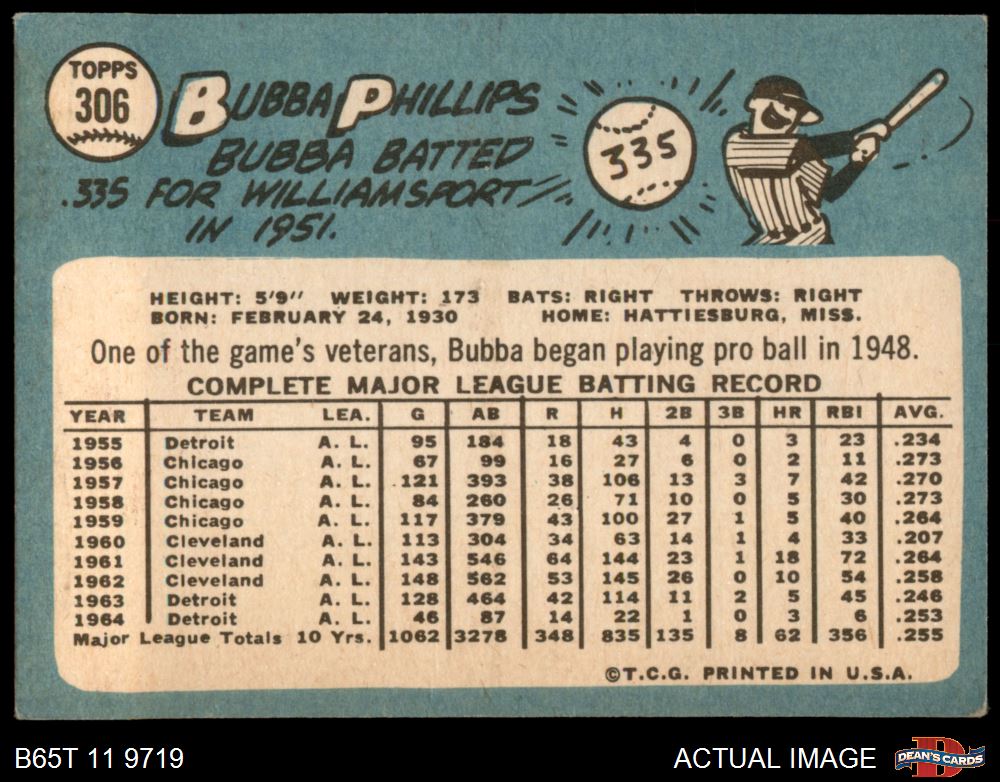 TOPPS
306
BUBBA PHILLIPS
BUBBA BATTED
.335 FOR WILLIAMSPORT
IN 1951.
335
HEIGHT: 5'9" WEIGHT: 173 BATS: RIGHT THROWS: RIGHT
BORN: FEBRUARY 24, 1930 HOME: HATTIESBURG, MISS.
One of the game's veterans, Bubba began playing pro ball in 1948.
COMPLETE MAJOR LEAGUE BATTING RECORD
YEAR TEAM LEA. G AB R H 2B 3B HR RBI AVG.
1955 Detroit A. L. 95 184 18 43 4 0 3 23 .234
1956 Chicago A. L. 67 99 16 27 6 0 2 11 .273
1957 Chicago A. L. 121 393 38 106 13 3 7 42 .270
1958 Chicago A. L. 84 260 26 71 10 0 5 30 .273
1959 Chicago A. L. 117 379 43 100 27 1 5 40 .264
1960 Cleveland A. L. 113 304 34 63 14 1 4 33 .207
1961 Cleveland A. L. 143 546 64 144 23 1 18 72 .264
1962 Cleveland A. L. 148 562 53 145 26 0 10 54 .258
1963 Detroit A. L. 128 464 42 114 11 2 5 45 .246
1964 Detroit A. L. 46 87 14 22 1 0 3 6 .253
Major League Totals 10 Yrs. 1062 3278 348 835 135 8 62 356 .255
©T.C.G. PRINTED IN U.S.A.
B65T 11 9719
ACTUAL IMAGE
D
DEAN'S CARDS